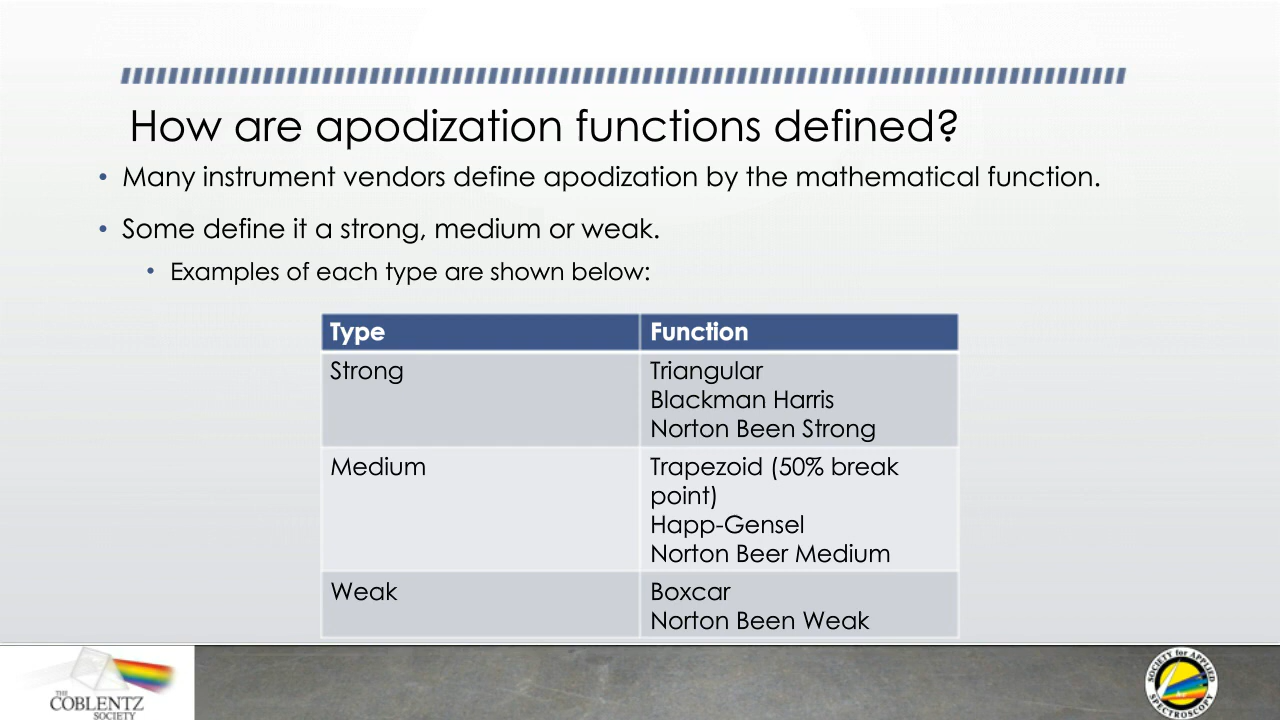 How are apodization functions defined?
• Many instrument vendors define apodization by the mathematical function.
• Some define it a strong, medium or weak.
• Examples of each type are shown below:
Type Function
Strong Triangular
Blackman Harris
Norton Been Strong
Medium Trapezoid (50% break
point)
Happ-Gensel
Norton Beer Medium
Weak Boxcar
Norton Been Weak
THE
COBLENTZ
SOCIETY
SOCIETY for APPLIED
SPECTROSCOPY